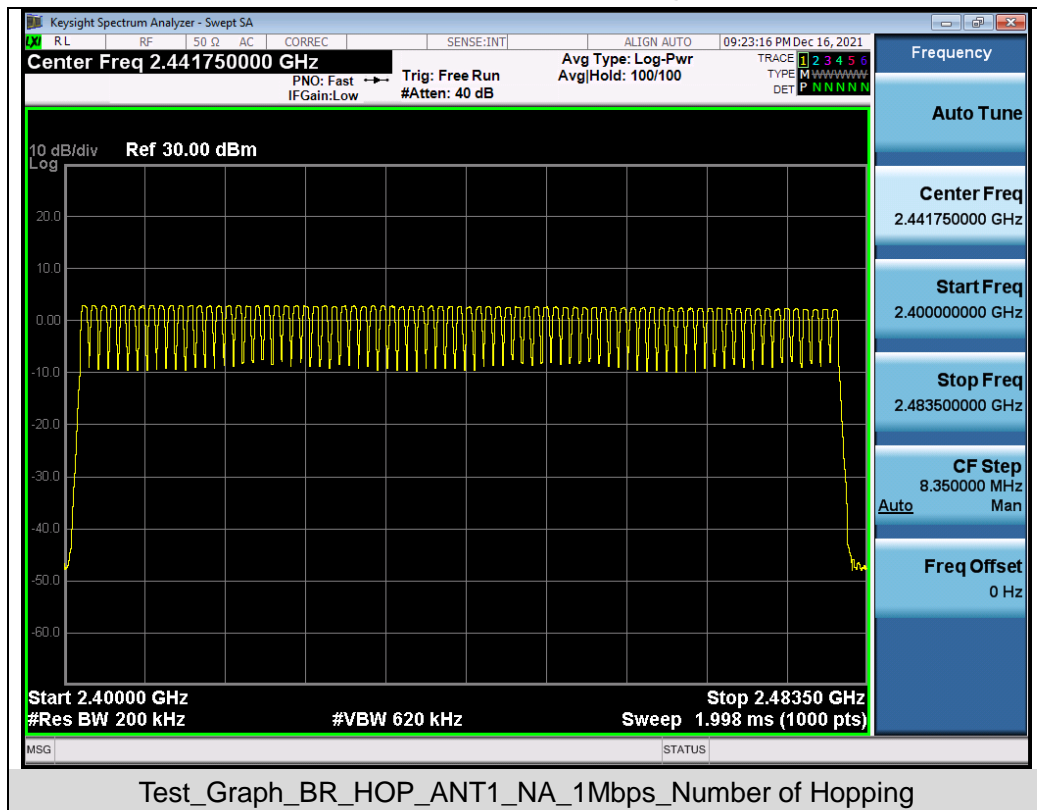 Keysight Spectrum Analyzer - Swept SA
LXI RL RF 50 Ω AC CORREC SENSE:INT ALIGN AUTO 09:23:16 PM Dec 16, 2021
Center Freq 2.441750000 GHz
PNO: Fast
IFGain:Low
Trig: Free Run
#Atten: 40 dB
Avg Type: Log-Pwr
Avg|Hold: 100/100
TRACE 1 2 3 4 5 6
TYPE M WWWWW
DET P N N N N N
10 dB/div Ref 30.00 dBm
Log
20.0
10.0
0.00
-10.0
-20.0
-30.0
-40.0
-50.0
-60.0
Start 2.40000 GHz Stop 2.48350 GHz
#Res BW 200 kHz #VBW 620 kHz Sweep 1.998 ms (1000 pts)
MSG STATUS
Frequency
Auto Tune
Center Freq
2.441750000 GHz
Start Freq
2.400000000 GHz
Stop Freq
2.483500000 GHz
CF Step
8.350000 MHz
Auto Man
Freq Offset
0 Hz
Test_Graph_BR_HOP_ANT1_NA_1Mbps_Number of Hopping